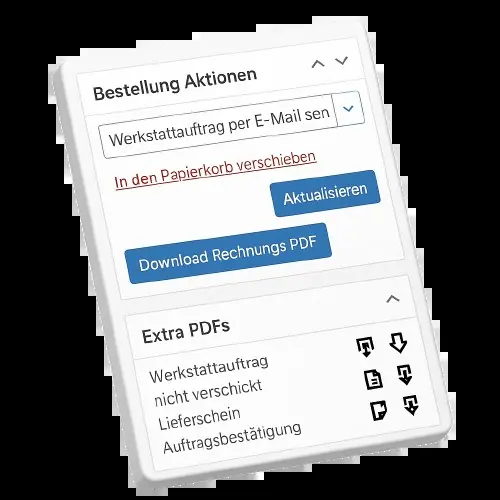 Bestellung Aktionen
Werkstattauftrag per E-Mail sen
In den Papierkorb verschieben
Aktualisieren
Download Rechnungs PDF
Extra PDFs
Werkstattauftrag
nicht verschickt
Lieferschein
Auftragsbestätigung